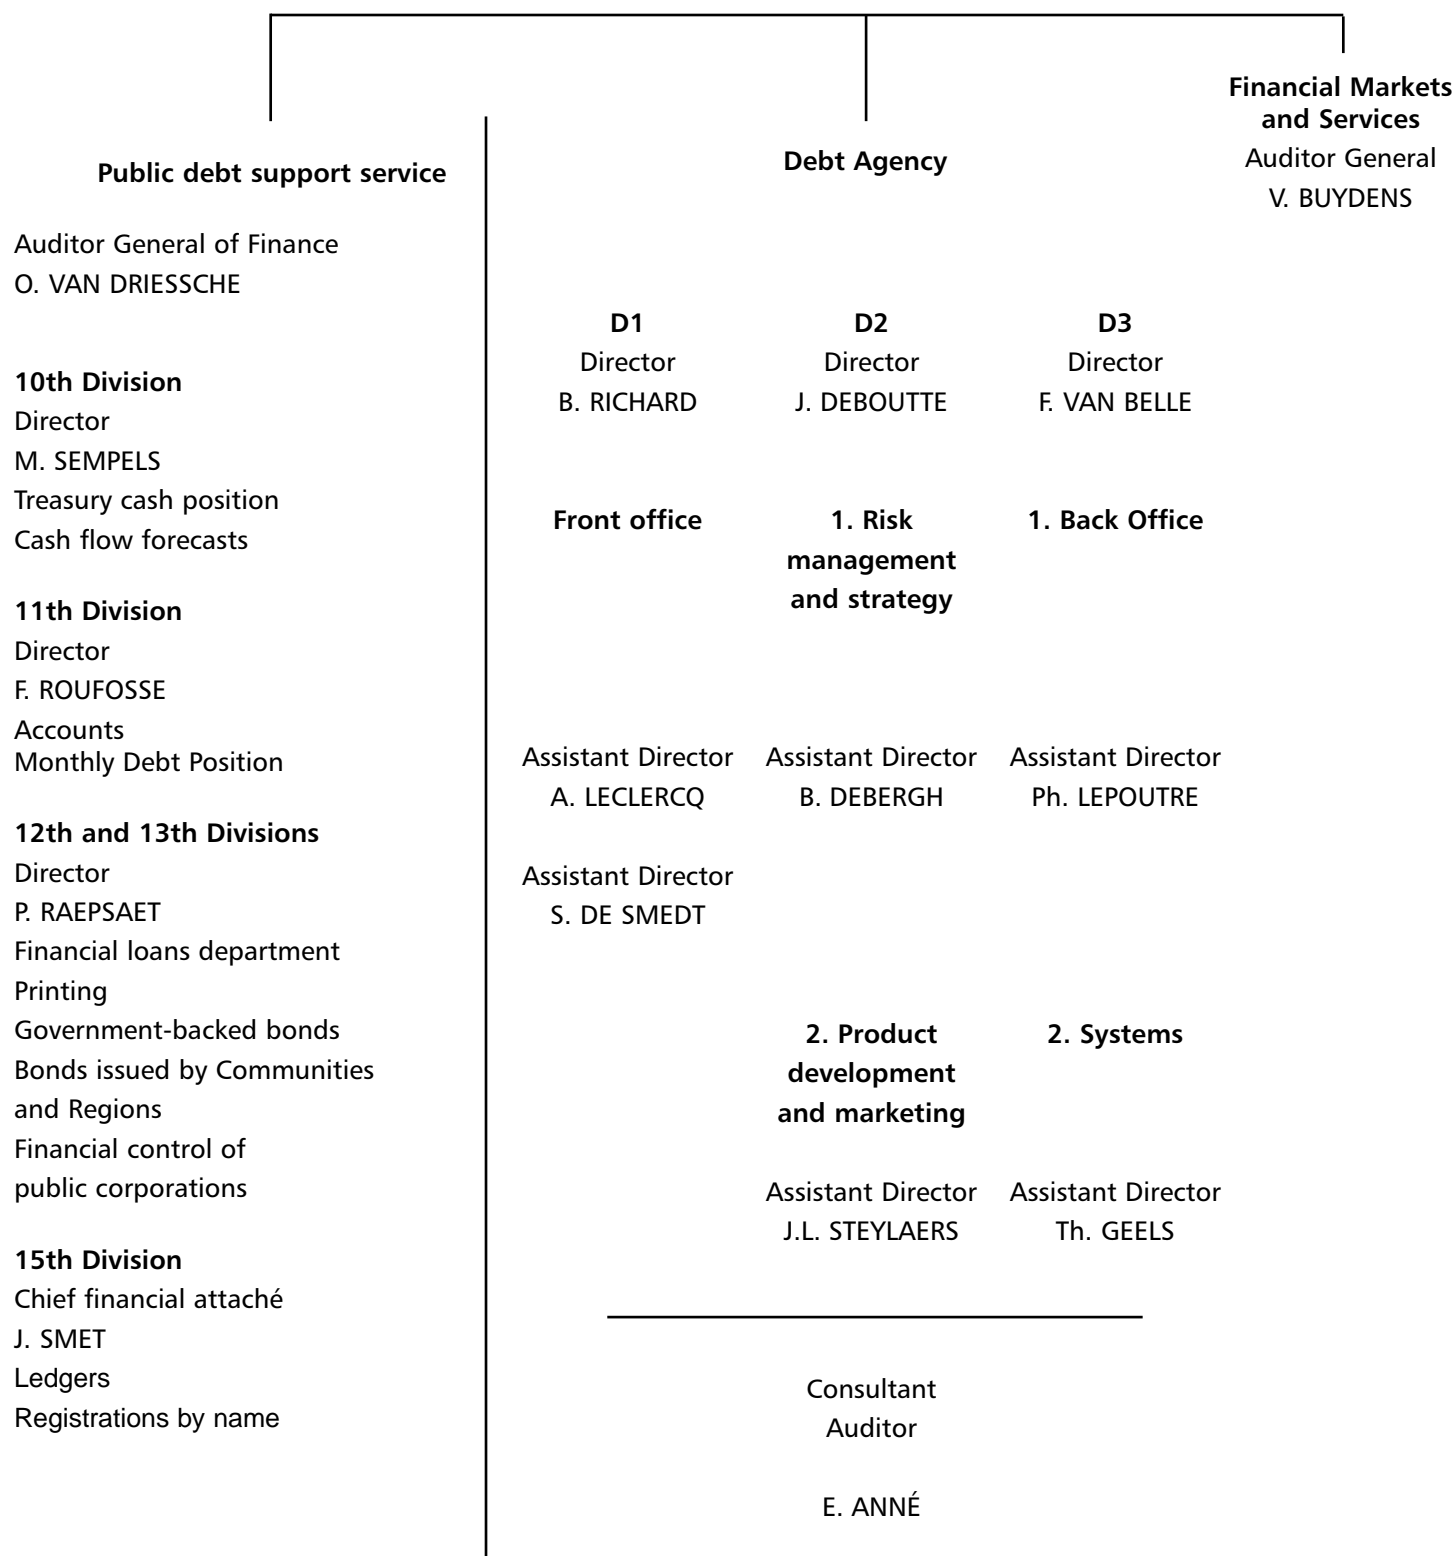 Financial Markets
and Services
Auditor General
V. BUYDENS
Public debt support service
Auditor General of Finance
O. VAN DRIESSCHE
10th Division
Director
M. SEMPELS
Treasury cash position
Cash flow forecasts
11th Division
Director
F. ROUFOSSE
Accounts
Monthly Debt Position
12th and 13th Divisions
Director
P. RAEPSAET
Financial loans department
Printing
Government-backed bonds
Bonds issued by Communities
and Regions
Financial control of
public corporations
15th Division
Chief financial attaché
J. SMET
Ledgers
Registrations by name
Debt Agency
D1
Director
B. RICHARD
Front office
Assistant Director
A. LECLERCQ
Assistant Director
S. DE SMEDT
D2
Director
J. DEBOUTTE
1. Risk
management
and strategy
Assistant Director
B. DEBERGH
2. Product
development
and marketing
Assistant Director
J.L. STEYLAERS
D3
Director
F. VAN BELLE
1. Back Office
Assistant Director
Ph. LEPOUTRE
2. Systems
Assistant Director
Th. GEELS
Consultant
Auditor
E. ANNÉ